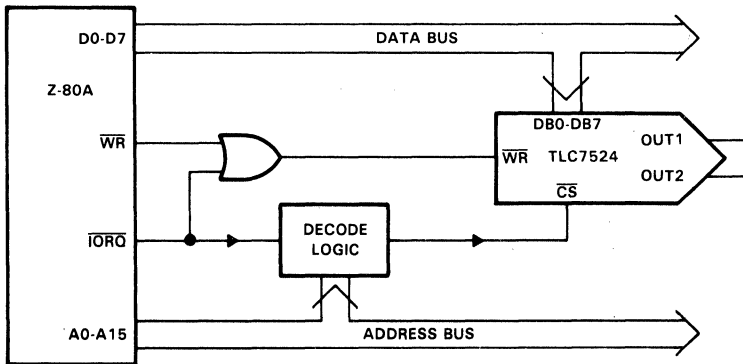 D0-D7
DATA BUS
Z-80A
DB0-DB7
WR
OUT1
WR
TLC7524
OUT2
CS
DECODE
LOGIC
IORQ
A0-A15
ADDRESS BUS